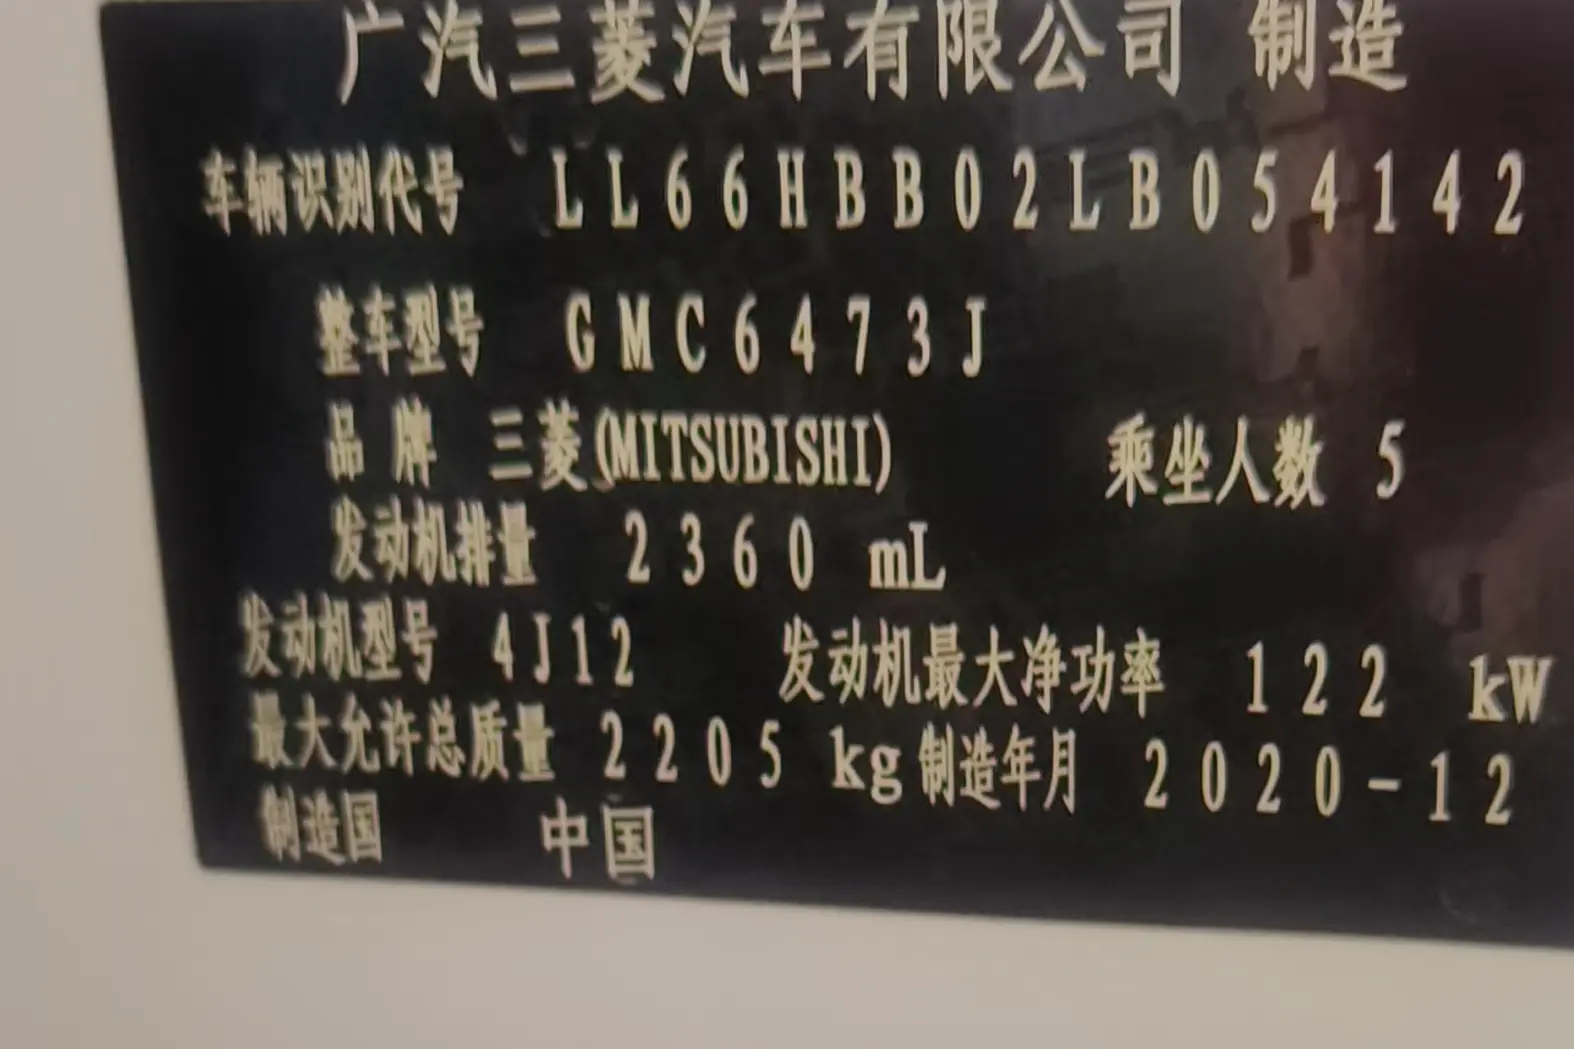 广汽三菱汽车有限公司 制造
车辆识别代号 LL66HBB02LB054142
整车型号 GMC6473J
品牌 三菱(MITSUBISHI) 乘坐人数 5
发动机排量 2360 mL
发动机型号 4J12 发动机最大净功率 122 kW
最大允许总质量 2205 kg 制造年月 2020-12
制造国 中国